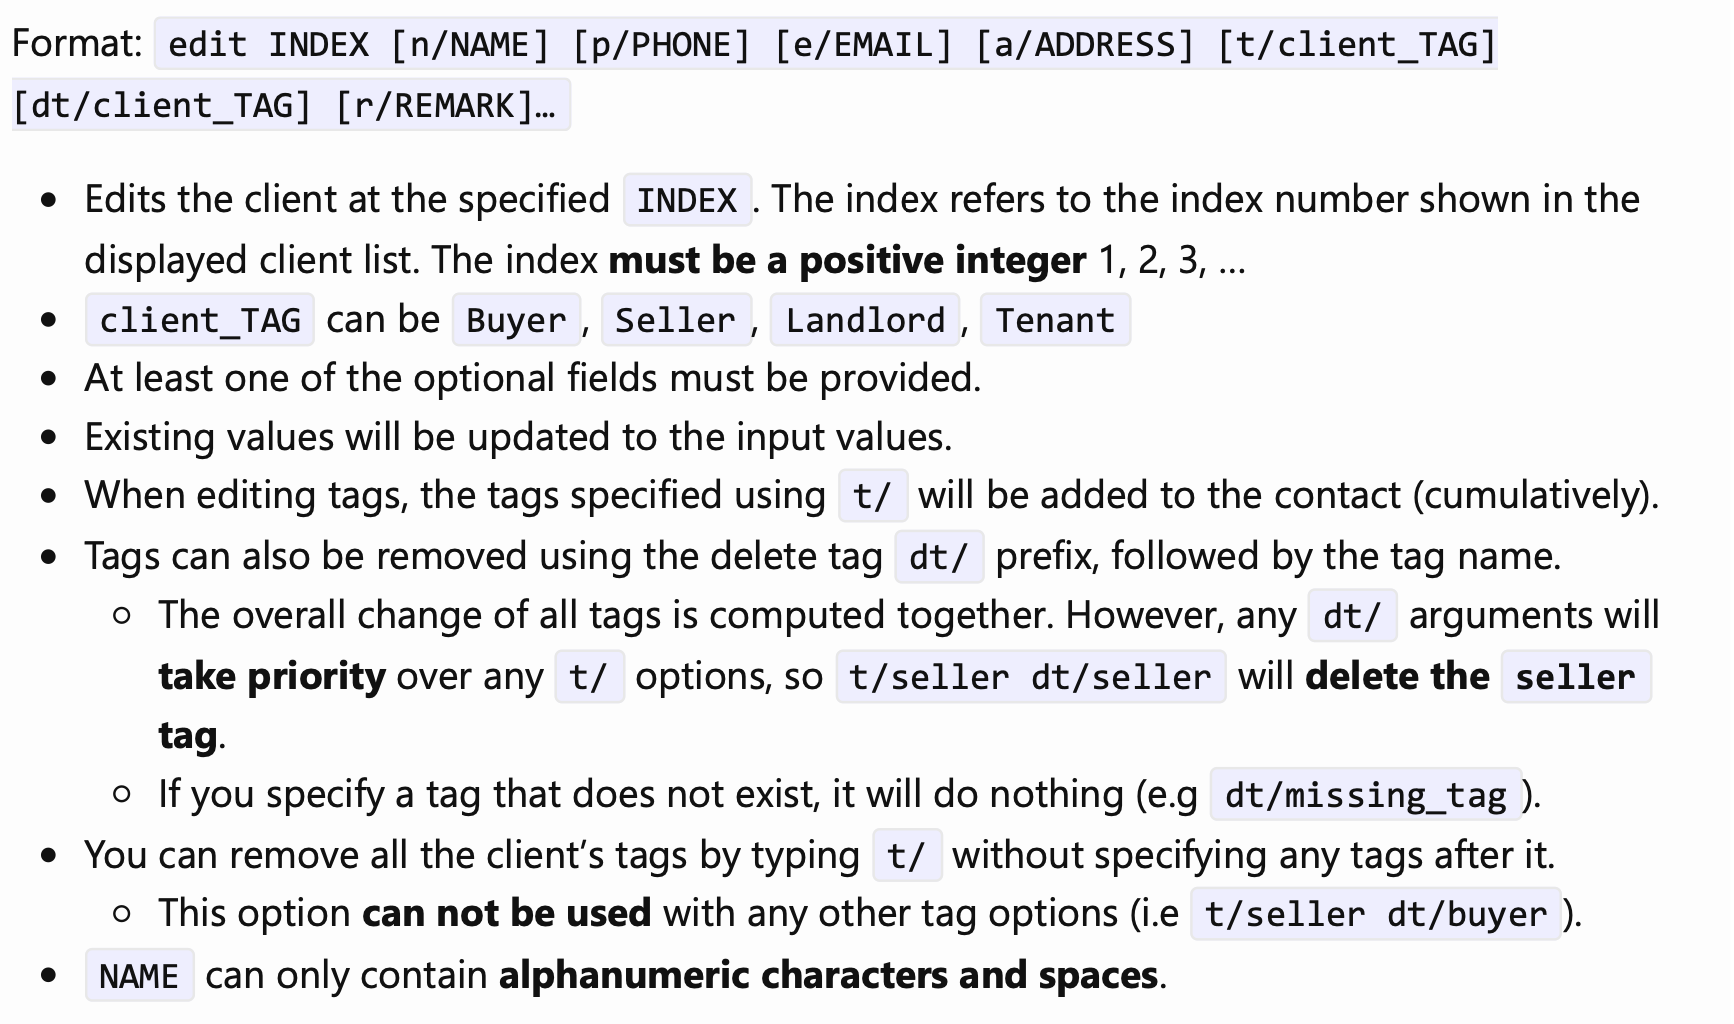 Format: edit INDEX [n/NAME] [p/PHONE] [e/EMAIL] [a/ADDRESS] [t/client_TAG]
[dt/client_TAG] [r/REMARK]…
• Edits the client at the specified INDEX. The index refers to the index number shown in the
displayed client list. The index must be a positive integer 1, 2, 3, …
• client_TAG can be Buyer, Seller, Landlord, Tenant
• At least one of the optional fields must be provided.
• Existing values will be updated to the input values.
• When editing tags, the tags specified using t/ will be added to the contact (cumulatively).
• Tags can also be removed using the delete tag dt/ prefix, followed by the tag name.
○ The overall change of all tags is computed together. However, any dt/ arguments will
take priority over any t/ options, so t/seller dt/seller will delete the seller
tag.
○ If you specify a tag that does not exist, it will do nothing (e.g dt/missing_tag).
• You can remove all the client’s tags by typing t/ without specifying any tags after it.
○ This option can not be used with any other tag options (i.e t/seller dt/buyer).
• NAME can only contain alphanumeric characters and spaces.